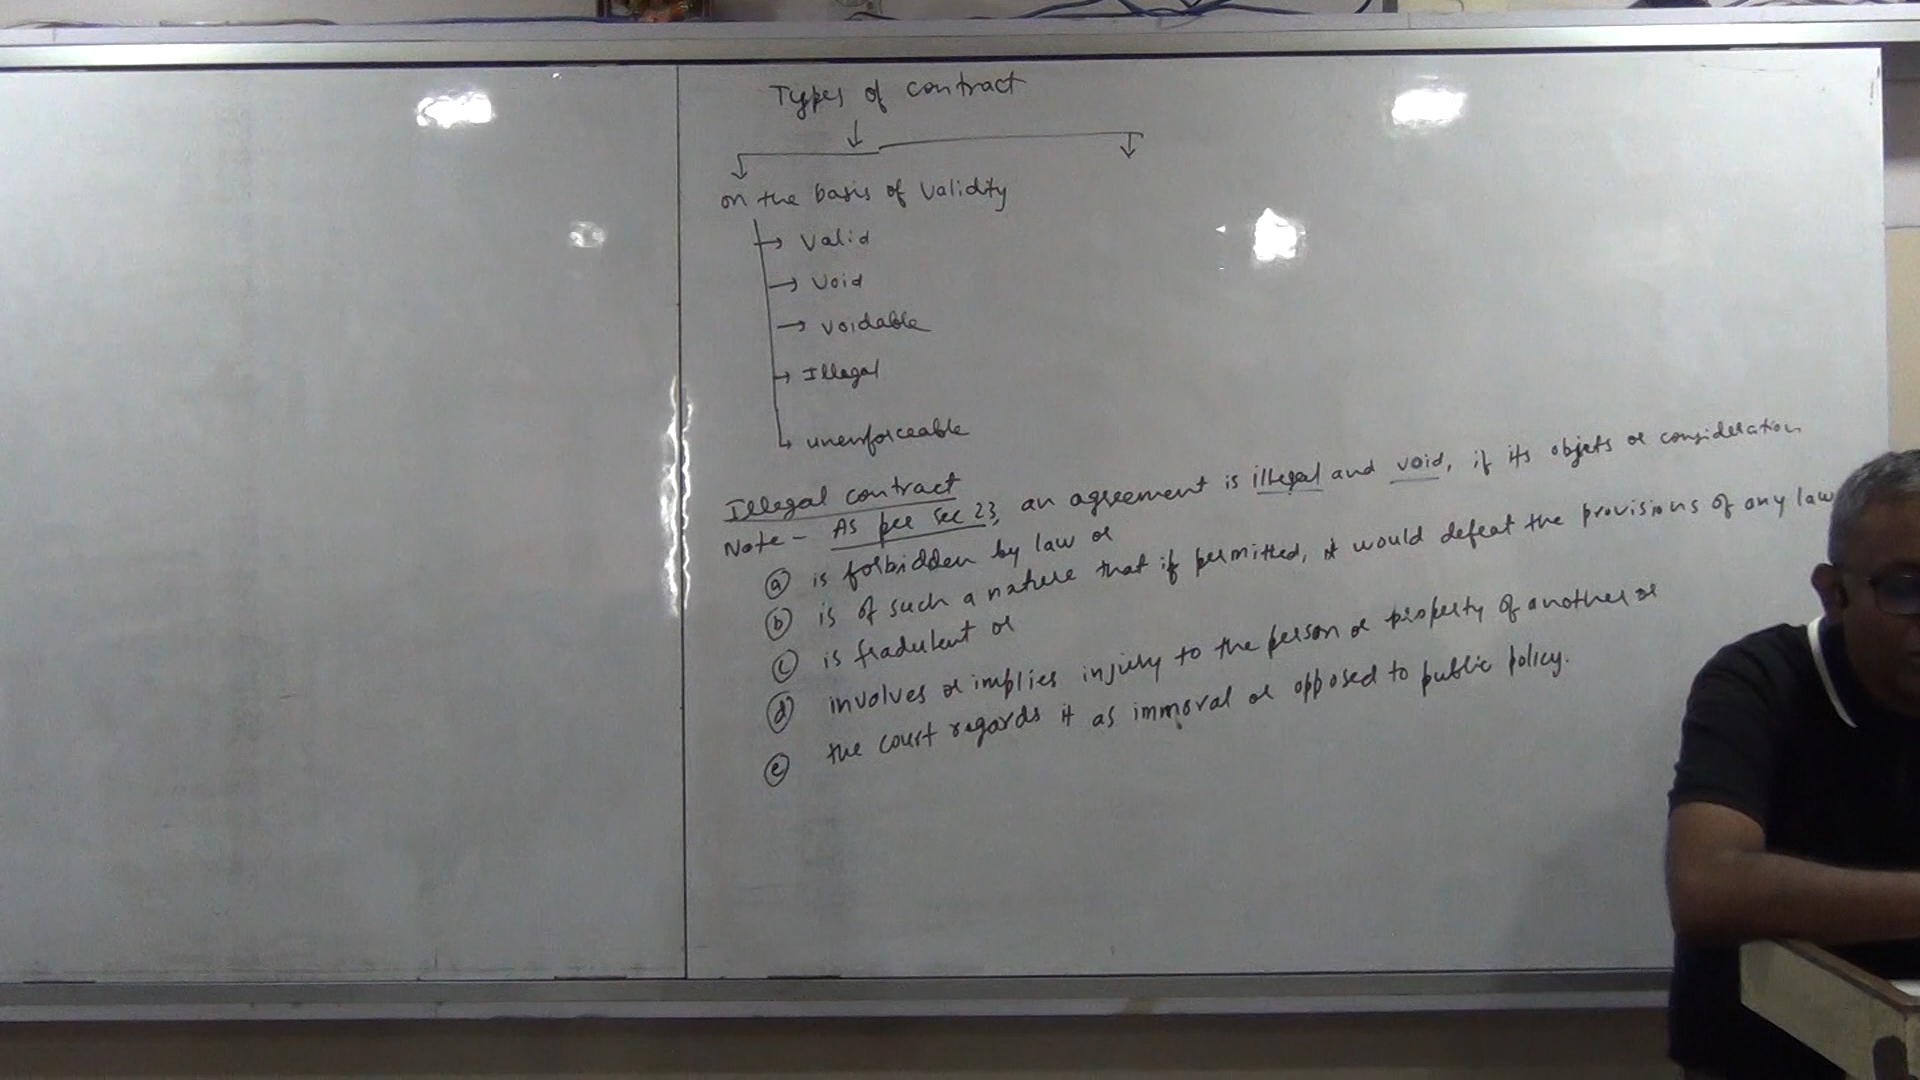 Types of contract
on the basis of validity
Valid
Void
Voidable
Illegal
unenforceable
Illegal contract
Note - As per sec 23, an agreement is illegal and void, if its objets or consideration
(a) is forbidden by law or
(b) is of such a nature that if permitted, it would defeat the provisions of any law
(c) is fradulent or
(d) involves or implies injury to the person or property of another or
(e) the court regards it as immoral or opposed to public policy.